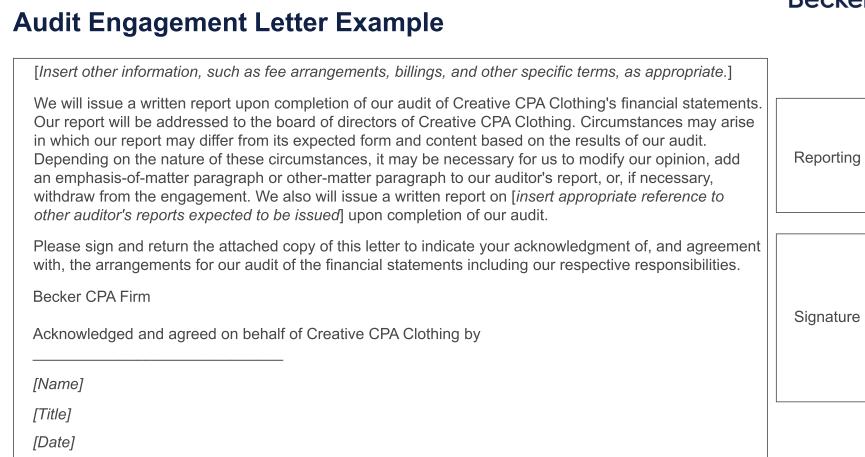 Becker
Audit Engagement Letter Example
[Insert other information, such as fee arrangements, billings, and other specific terms, as appropriate.]
We will issue a written report upon completion of our audit of Creative CPA Clothing's financial statements.
Our report will be addressed to the board of directors of Creative CPA Clothing. Circumstances may arise
in which our report may differ from its expected form and content based on the results of our audit.
Depending on the nature of these circumstances, it may be necessary for us to modify our opinion, add
an emphasis-of-matter paragraph or other-matter paragraph to our auditor's report, or, if necessary,
withdraw from the engagement. We also will issue a written report on [insert appropriate reference to
other auditor's reports expected to be issued] upon completion of our audit.
Reporting
Please sign and return the attached copy of this letter to indicate your acknowledgment of, and agreement
with, the arrangements for our audit of the financial statements including our respective responsibilities.
Becker CPA Firm
Acknowledged and agreed on behalf of Creative CPA Clothing by
[Name]
[Title]
[Date]
Signature